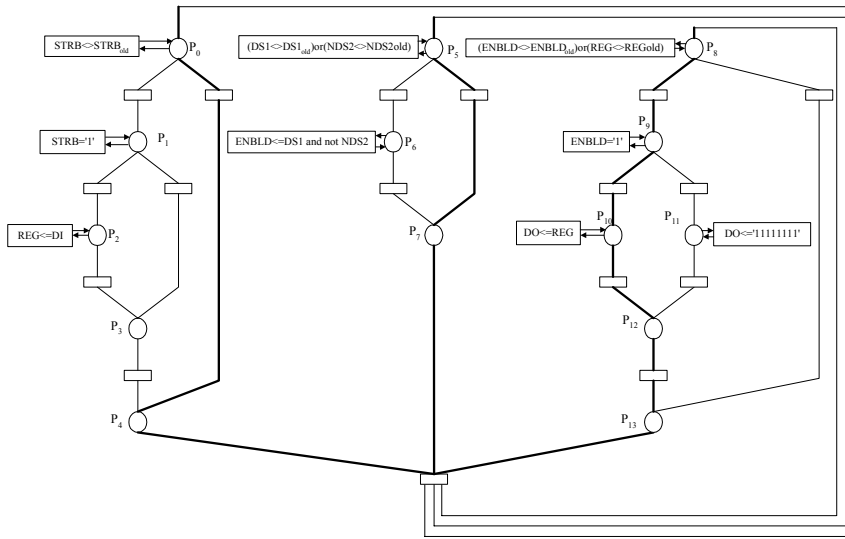 STRB<>STRB_old
P_0
(DS1<>DS1_old)or(NDS2<>NDS2old)
P_5
(ENBLD<>ENBLD_old)or(REG<>REGold)
P_8
STRB='1'
P_1
ENBLD<=DS1 and not NDS2
P_6
ENBLD='1'
P_9
REG<=DI
P_2
P_7
DO<=REG
P_10
P_11
DO<='11111111'
P_3
P_12
P_4
P_13